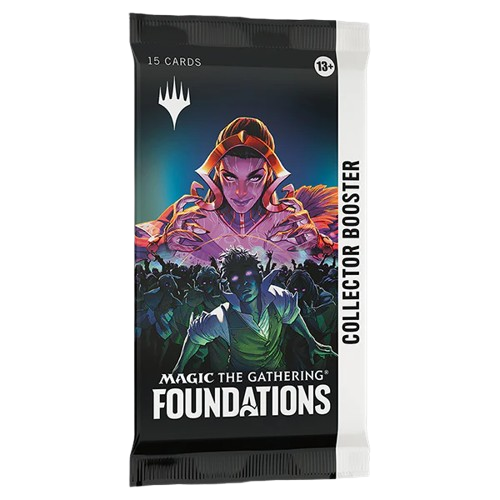 15 CARDS
13+
MAGIC THE GATHERING®
FOUNDATIONS
COLLECTOR BOOSTER